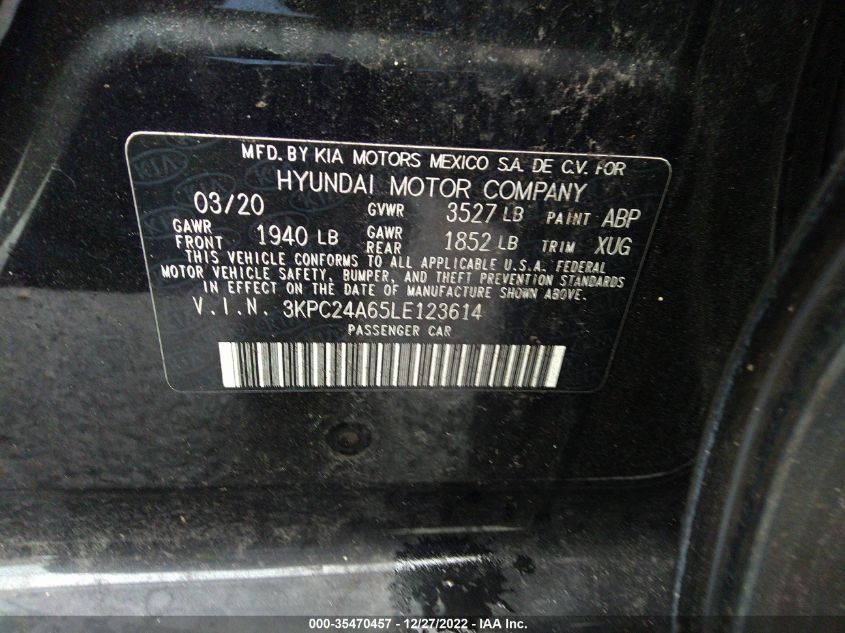 MFD. BY KIA MOTORS MEXICO S.A. DE C.V. FOR
HYUNDAI MOTOR COMPANY
03/20 GVWR 3527 LB PAINT ABP
GAWR FRONT 1940 LB GAWR REAR 1852 LB TRIM XUG
THIS VEHICLE CONFORMS TO ALL APPLICABLE U.S.A. FEDERAL
MOTOR VEHICLE SAFETY, BUMPER, AND THEFT PREVENTION STANDARDS
IN EFFECT ON THE DATE OF MANUFACTURE SHOWN ABOVE.
V.I.N. 3KPC24A65LE123614
PASSENGER CAR
000-35470457 - 12/27/2022 - IAA Inc.